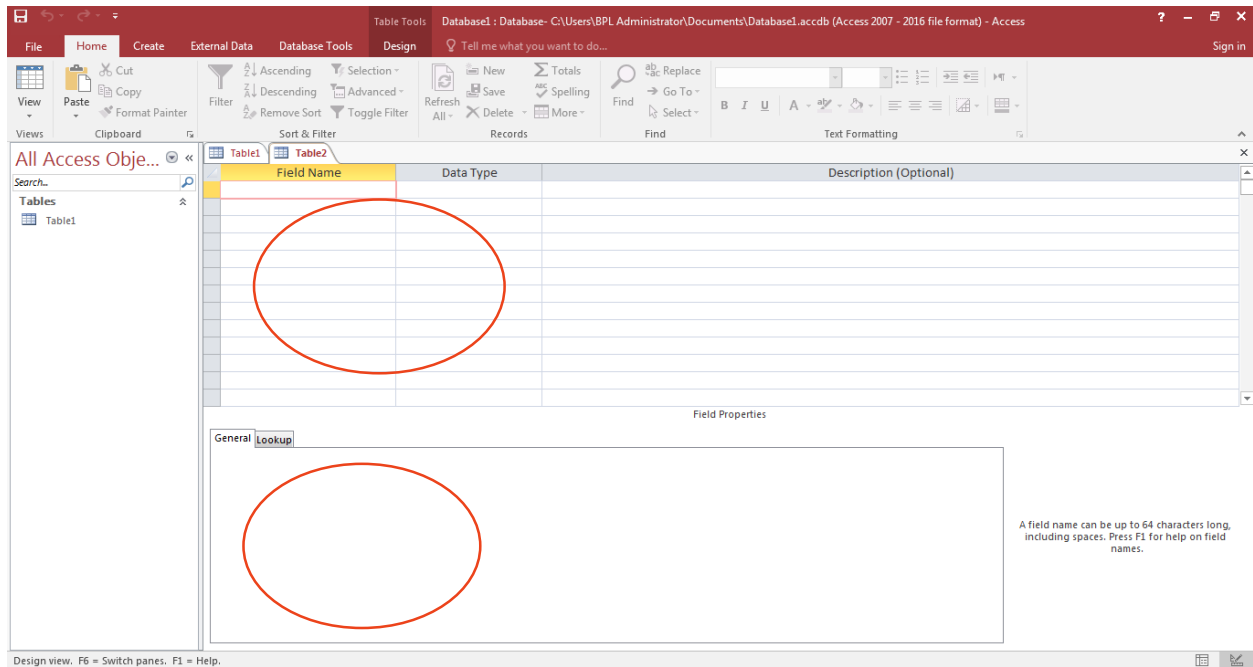 Table Tools
Database1 : Database- C:\Users\BPL Administrator\Documents\Database1.accdb (Access 2007 - 2016 file format) - Access
?
File Home Create External Data Database Tools Design Tell me what you want to do... Sign in
View
Views
Paste
Cut
Copy
Format Painter
Clipboard
Filter
Ascending
Descending
Remove Sort
Selection
Advanced
Toggle Filter
Sort & Filter
Refresh
All
New
Save
Delete
Totals
Spelling
More
Records
Find
Replace
Go To
Select
Find
B I U A
Text Formatting
All Access Obje...
Search..
Tables
Table1
Table1 Table2
Field Name Data Type Description (Optional)
Field Properties
General Lookup
A field name can be up to 64 characters long,
including spaces. Press F1 for help on field
names.
Design view. F6 = Switch panes. F1 = Help.